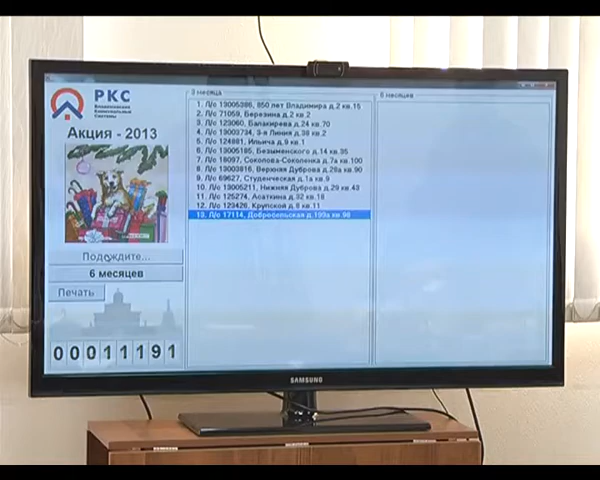 РКС
Владимирские
Коммунальные
Системы
Акция - 2013
Подождите...
6 месяцев
Печать
00011191
3 месяца
1. Л/с 13005386, 850 лет Владимира д.2 кв.15
2. Л/с 71059, Березина д.2 кв.2
3. Л/с 123060, Балакирева д.24 кв.70
4. Л/с 13003734, 3-я Линия д.38 кв.2
5. Л/с 124881, Ильича д.9 кв.1
6. Л/с 13005185, Безыменского д.14 кв.35
7. Л/с 18097, Соколова-Соколенка д.7а кв.100
8. Л/с 13003816, Верхняя Дуброва д.28а кв.90
9. Л/с 69627, Студенческая д.1а кв.9
10. Л/с 13005211, Нижняя Дуброва д.29 кв.43
11. Л/с 125274, Асаткина д.32 кв.18
12. Л/с 123426, Крупской д.8 кв.11
13. Л/с 17114, Добросельская д.199а кв.98
6 месяцев
SAMSUNG